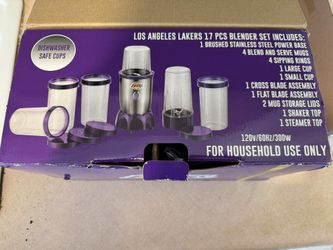 DISHWASHER
SAFE CUPS
LOS ANGELES LAKERS 17 PCS BLENDER SET INCLUDES:
1 BRUSHED STAINLESS STEEL POWER BASE
4 BLEND AND SERVE MUGS
4 SIPPING RINGS
1 LARGE CUP
1 SMALL CUP
1 CROSS BLADE ASSEMBLY
1 FLAT BLADE ASSEMBLY
2 MUG STORAGE LIDS
1 SHAKER TOP
1 STEAMER TOP
120v/60Hz/300w
FOR HOUSEHOLD USE ONLY